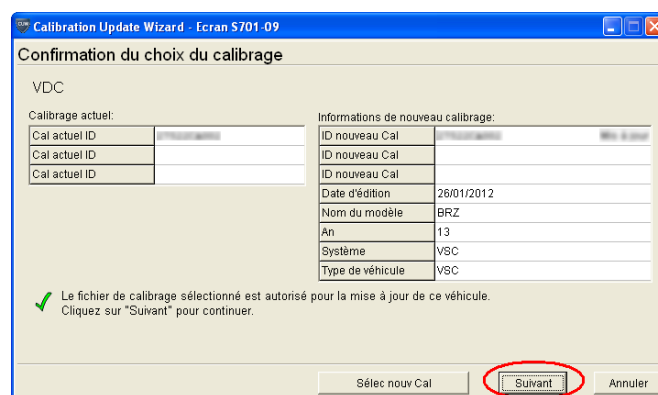 Calibration Update Wizard - Ecran S701-09
Confirmation du choix du calibrage
VDC
Calibrage actuel:
Cal actuel ID
Cal actuel ID
Cal actuel ID
Informations de nouveau calibrage:
ID nouveau Cal
ID nouveau Cal
ID nouveau Cal
Date d'édition 26/01/2012
Nom du modèle BRZ
An 13
Système VSC
Type de véhicule VSC
Le fichier de calibrage sélectionné est autorisé pour la mise à jour de ce véhicule.
Cliquez sur "Suivant" pour continuer.
Sélec nouv Cal Suivant Annuler